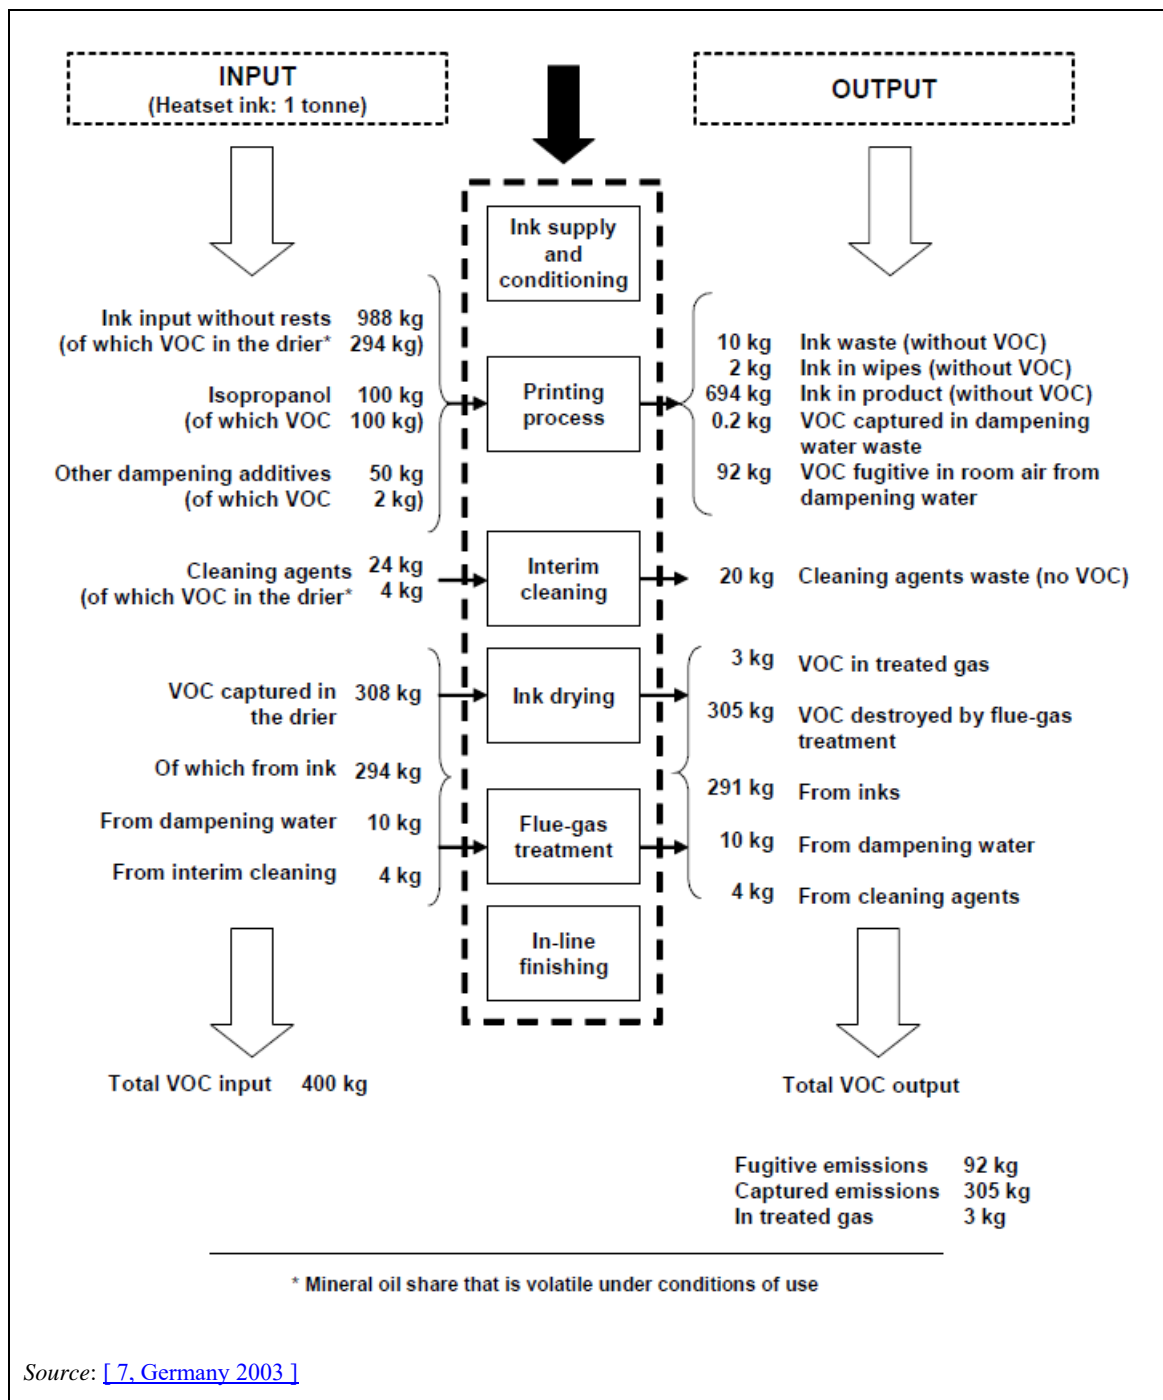 INPUT
(Heatset ink: 1 tonne)
OUTPUT
Ink supply
and
conditioning
Ink input without rests 988 kg
(of which VOC in the drier* 294 kg)
Isopropanol 100 kg
(of which VOC 100 kg)
Other dampening additives 50 kg
(of which VOC 2 kg)
Printing
process
10 kg Ink waste (without VOC)
2 kg Ink in wipes (without VOC)
694 kg Ink in product (without VOC)
0.2 kg VOC captured in dampening
water waste
92 kg VOC fugitive in room air from
dampening water
Cleaning agents 24 kg
(of which VOC in the drier* 4 kg
Interim
cleaning
20 kg Cleaning agents waste (no VOC)
VOC captured in 308 kg
the drier
Of which from ink 294 kg
From dampening water 10 kg
From interim cleaning 4 kg
Ink drying
Flue-gas
treatment
3 kg VOC in treated gas
305 kg VOC destroyed by flue-gas
treatment
291 kg From inks
10 kg From dampening water
4 kg From cleaning agents
In-line
finishing
Total VOC input 400 kg
Total VOC output
Fugitive emissions 92 kg
Captured emissions 305 kg
In treated gas 3 kg
* Mineral oil share that is volatile under conditions of use
Source: [ 7, Germany 2003 ]